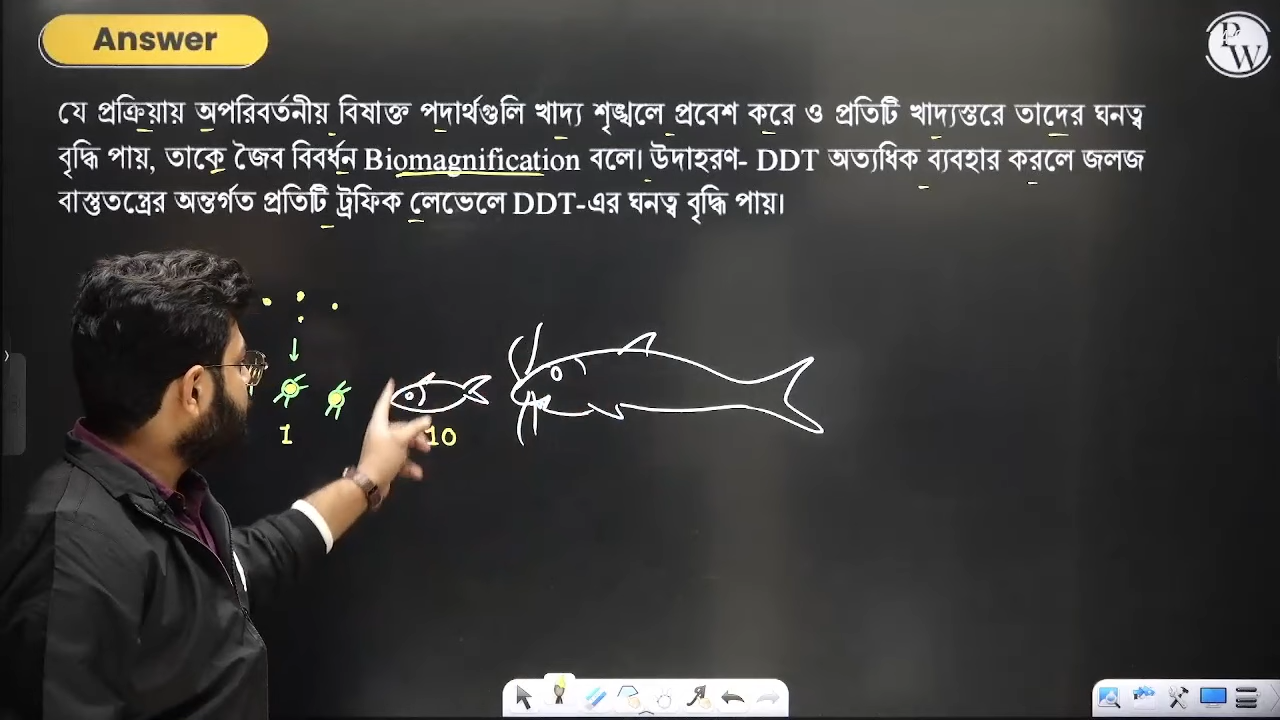 Answer
PW
যে প্রক্রিয়ায় অপরিবর্তনীয় বিষাক্ত পদার্থগুলি খাদ্য শৃঙ্খলে প্রবেশ করে ও প্রতিটি খাদ্যস্তরে তাদের ঘনত্ব
বৃদ্ধি পায়, তাকে জৈব বিবর্ধন Biomagnification বলে। উদাহরণ- DDT অত্যধিক ব্যবহার করলে জলজ
বাস্তুতন্ত্রের অন্তর্গত প্রতিটি ট্রফিক লেভেলে DDT-এর ঘনত্ব বৃদ্ধি পায়।
1 10